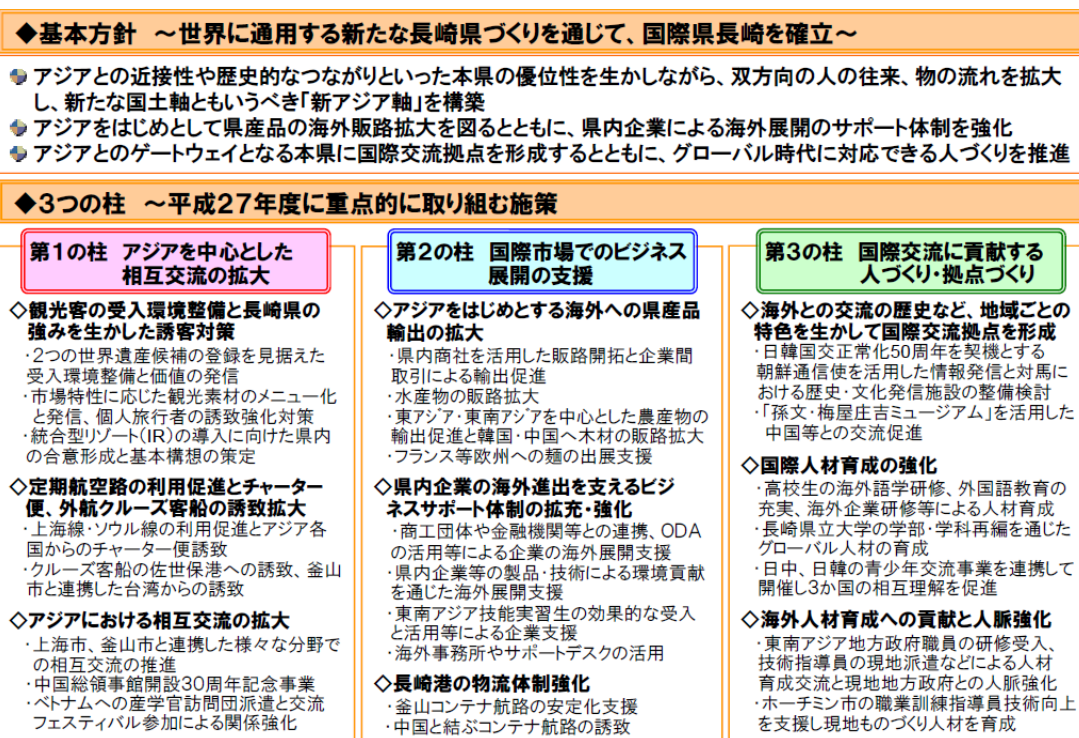 ◆基本方針 ～世界に通用する新たな長崎県づくりを通じて、国際県長崎を確立～
アジアとの近接性や歴史的なつながりといった本県の優位性を生かしながら、双方向の人の往来、物の流れを拡大
し、新たな国土軸ともいうべき「新アジア軸」を構築
アジアをはじめとして県産品の海外販路拡大を図るとともに、県内企業による海外展開のサポート体制を強化
アジアとのゲートウェイとなる本県に国際交流拠点を形成するとともに、グローバル時代に対応できる人づくりを推進
◆3つの柱 ～平成27年度に重点的に取り組む施策
第1の柱 アジアを中心とした
相互交流の拡大
◇観光客の受入環境整備と長崎県の
強みを生かした誘客対策
・2つの世界遺産候補の登録を見据えた
受入環境整備と価値の発信
・市場特性に応じた観光素材のメニュー化
と発信、個人旅行者の誘致強化対策
・統合型リゾート(IR)の導入に向けた県内
の合意形成と基本構想の策定
◇定期航空路の利用促進とチャーター
便、外航クルーズ客船の誘致拡大
・上海線・ソウル線の利用促進とアジア各
国からのチャーター便誘致
・クルーズ客船の佐世保港への誘致、釜山
市と連携した台湾からの誘致
◇アジアにおける相互交流の拡大
・上海市、釜山市と連携した様々な分野で
の相互交流の推進
・中国総領事館開設30周年記念事業
・ベトナムへの産学官訪問団派遣と交流
フェスティバル参加による関係強化
第2の柱 国際市場でのビジネス
展開の支援
◇アジアをはじめとする海外への県産品
輸出の拡大
・県内商社を活用した販路開拓と企業間
取引による輸出促進
・水産物の販路拡大
・東アジア・東南アジアを中心とした農産物の
輸出促進と韓国・中国へ木材の販路拡大
・フランス等欧州への麺の出展支援
◇県内企業の海外進出を支えるビジ
ネスサポート体制の拡充・強化
・商工団体や金融機関等との連携、ODA
の活用等による企業の海外展開支援
・県内企業等の製品・技術による環境貢献
を通じた海外展開支援
・東南アジア技能実習生の効果的な受入
と活用等による企業支援
・海外事務所やサポートデスクの活用
◇長崎港の物流体制強化
・釜山コンテナ航路の安定化支援
・中国と結ぶコンテナ航路の誘致
第3の柱 国際交流に貢献する
人づくり・拠点づくり
◇海外との交流の歴史など、地域ごとの
特色を生かして国際交流拠点を形成
・日韓国交正常化50周年を契機とする
朝鮮通信使を活用した情報発信と対馬に
おける歴史・文化発信施設の整備検討
・「孫文・梅屋庄吉ミュージアム」を活用した
中国等との交流促進
◇国際人材育成の強化
・高校生の海外語学研修、外国語教育の
充実、海外企業研修等による人材育成
・長崎県立大学の学部・学科再編を通じた
グローバル人材の育成
・日中、日韓の青少年交流事業を連携して
開催し3か国の相互理解を促進
◇海外人材育成への貢献と人脈強化
・東南アジア地方政府職員の研修受入、
技術指導員の現地派遣などによる人材
育成交流と現地地方政府との人脈強化
・ホーチミン市の職業訓練指導員技術向上
を支援し現地ものづくり人材を育成